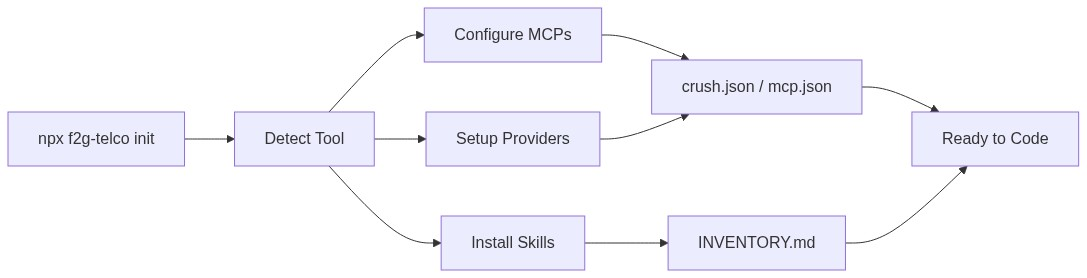 npx f2g-telco init
Detect Tool
Configure MCPs
Setup Providers
Install Skills
crush.json / mcp.json
INVENTORY.md
Ready to Code